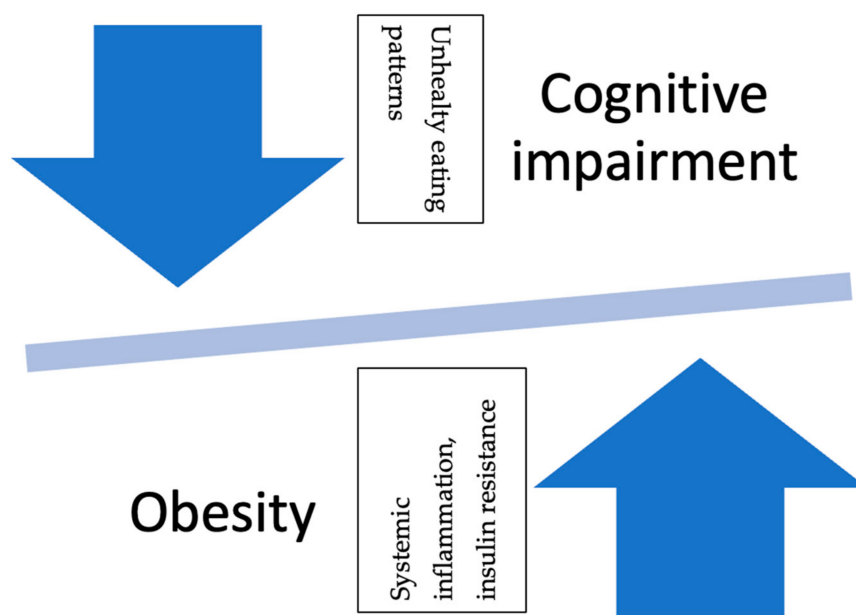 Unhealty eating
patterns
Cognitive
impairment
Obesity
Systemic
inflammation,
insulin resistance